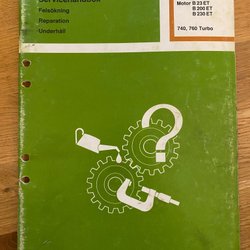 Servicehandbok
Felsökning
Reparation
Underhåll
Motor B 23 ET
B 200 ET
B 230 ET
740, 760 Turbo